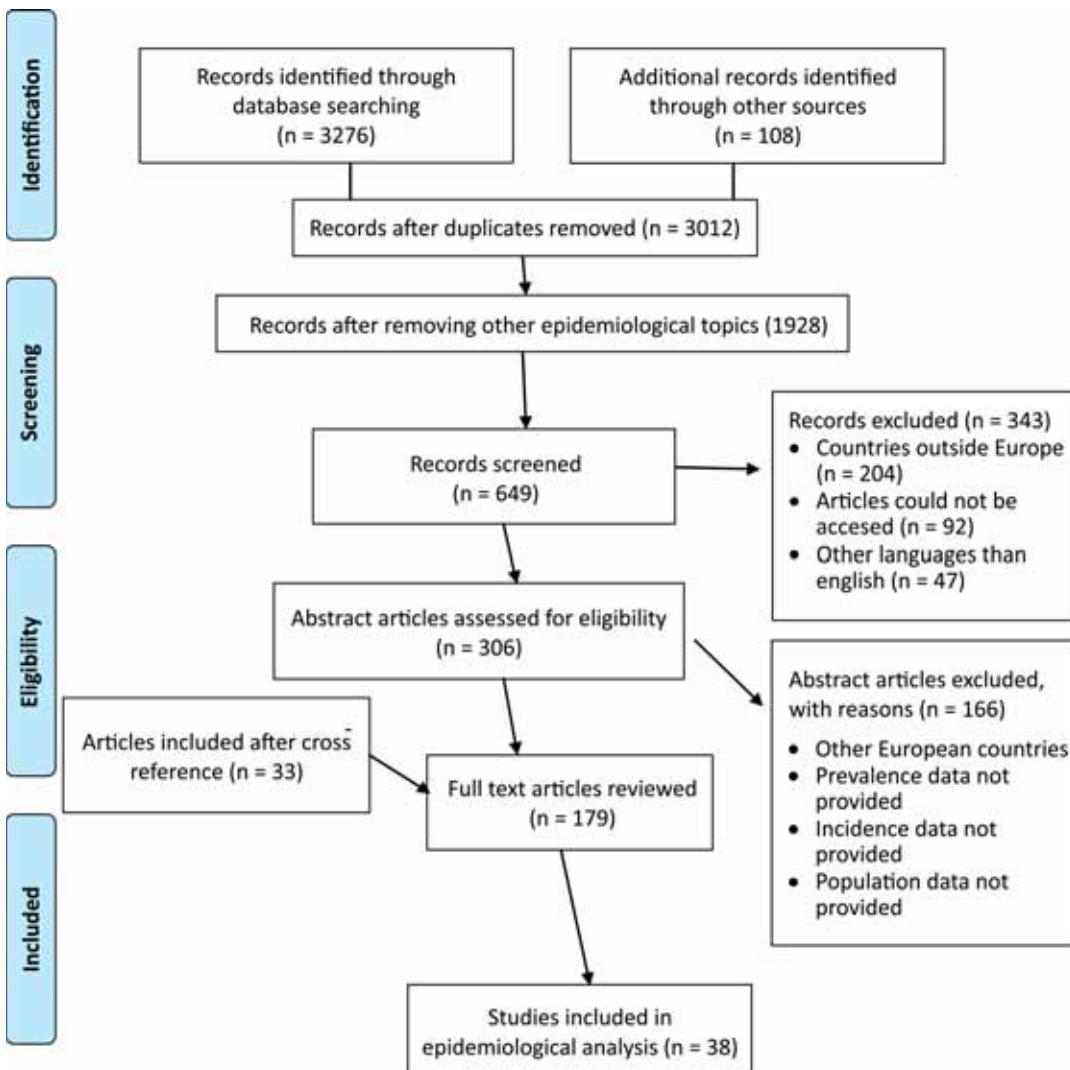 Identification
Records identified through
database searching
(n = 3276)
Additional records identified
through other sources
(n = 108)
Records after duplicates removed (n = 3012)
Screening
Records after removing other epidemiological topics (1928)
Records screened
(n = 649)
Records excluded (n = 343)
• Countries outside Europe
(n = 204)
• Articles could not be
accesed (n = 92)
• Other languages than
english (n = 47)
Eligibility
Abstract articles assessed for eligibility
(n = 306)
Abstract articles excluded,
with reasons (n = 166)
• Other European countries
• Prevalence data not
provided
• Incidence data not
provided
• Population data not
provided
Articles included after cross-
reference (n = 33)
Full text articles reviewed
(n = 179)
Included
Studies included in
epidemiological analysis (n = 38)